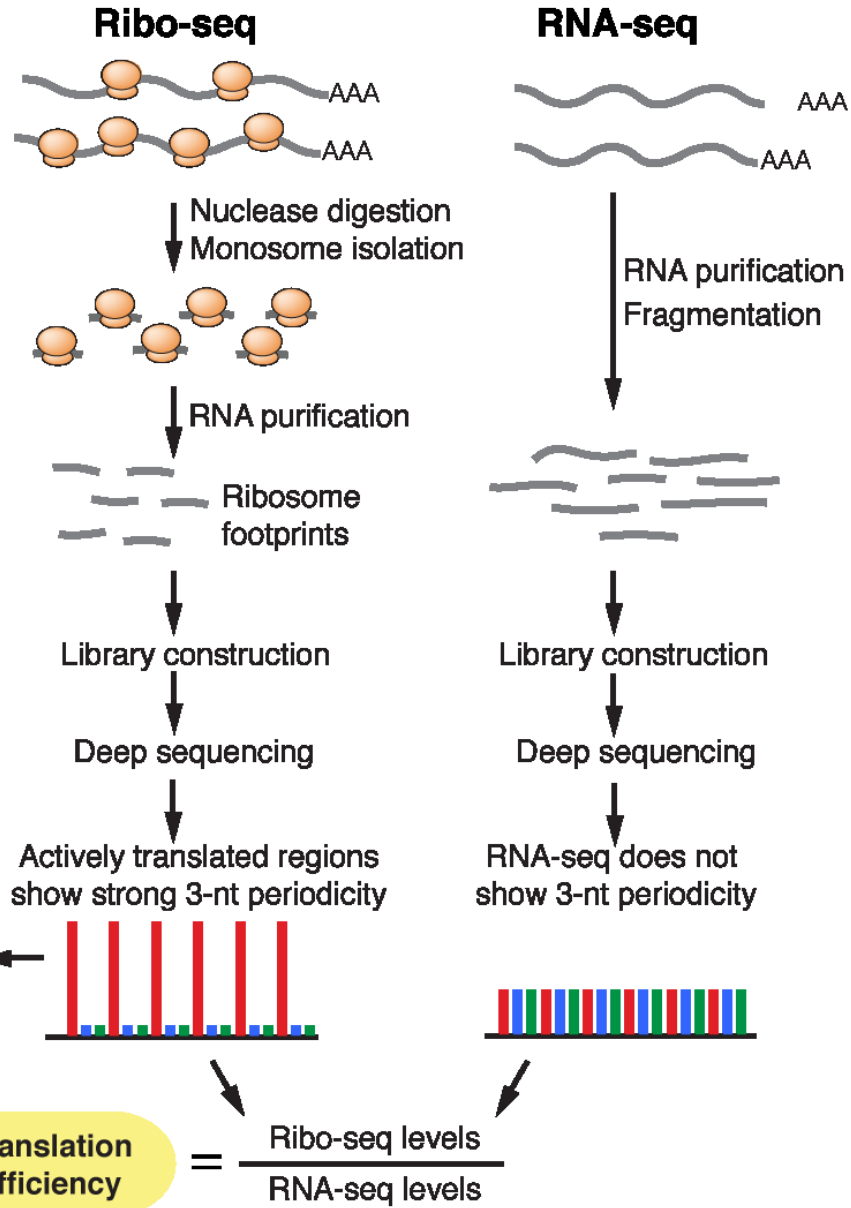 Ribo-seq
AAA
AAA
Nuclease digestion
Monosome isolation
RNA purification
Ribosome
footprints
Library construction
Deep sequencing
Actively translated regions
show strong 3-nt periodicity
RNA-seq
AAA
AAA
RNA purification
Fragmentation
Library construction
Deep sequencing
RNA-seq does not
show 3-nt periodicity
anslation
fficiency
=
Ribo-seq levels
RNA-seq levels